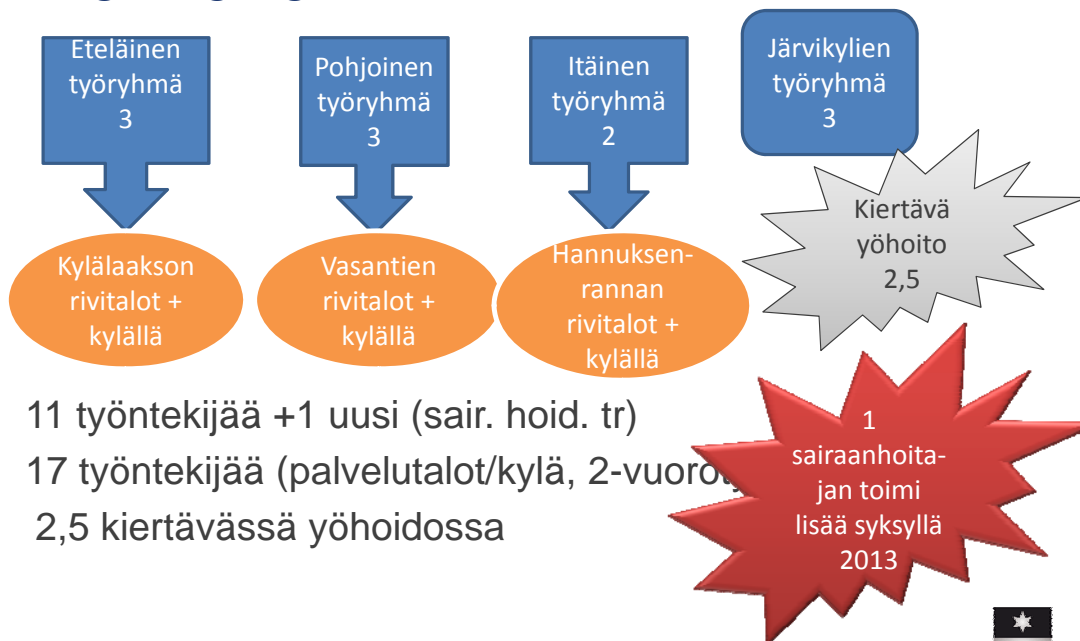 Eteläinen
työryhmä
3
Pohjoinen
työryhmä
3
Itäinen
työryhmä
2
Järvikylien
työryhmä
3
Kiertävä
yöhoito
2,5
Kylälaakson
rivitalot +
kylällä
Vasantien
rivitalot +
kylällä
Hannuksen-
rannan
rivitalot +
kylällä
11 työntekijää +1 uusi (sair. hoid. tr)
17 työntekijää (palvelutalot/kylä,
2,5 kiertävässä yöhoidossa
1
sairaanhoita-
jan toimi
lisää syksyllä
2013